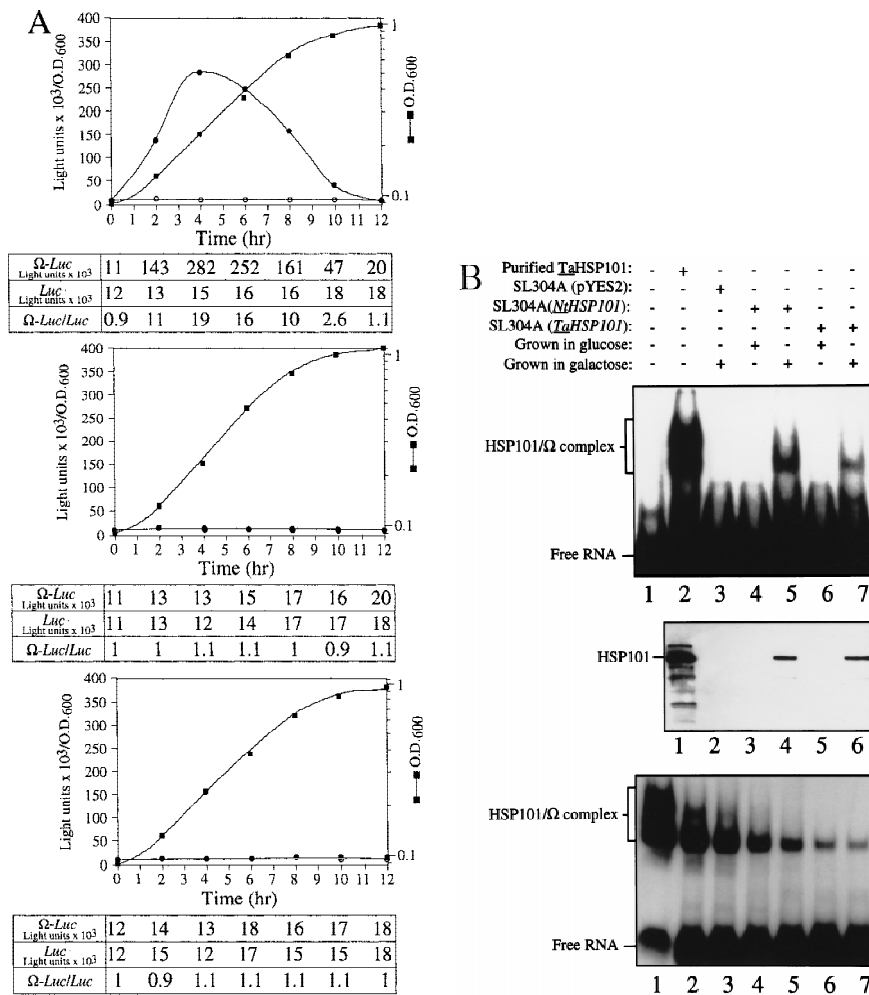 A
400
350
300
250
200
150
100
50
0
Light units x 10³/O.D.600
1
0.1
O.D.600
0 1 2 3 4 5 6 7 8 9 10 11 12
Time (hr)
Ω-Luc Light units x 10³ 11 143 282 252 161 47 20
Luc Light units x 10³ 12 13 15 16 16 18 18
Ω-Luc/Luc 0.9 11 19 16 10 2.6 1.1
400
350
300
250
200
150
100
50
0
Light units x 10³/O.D.600
1
0.1
O.D.600
0 1 2 3 4 5 6 7 8 9 10 11 12
Time (hr)
Ω-Luc Light units x 10³ 11 13 13 15 17 16 20
Luc Light units x 10³ 11 13 12 14 17 17 18
Ω-Luc/Luc 1 1 1.1 1.1 1 0.9 1.1
400
350
300
250
200
150
100
50
0
Light units x 10³/O.D.600
1
0.1
O.D.600
0 1 2 3 4 5 6 7 8 9 10 11 12
Time (hr)
Ω-Luc Light units x 10³ 12 14 13 18 16 17 18
Luc Light units x 10³ 12 15 12 17 15 15 18
Ω-Luc/Luc 1 0.9 1.1 1.1 1.1 1.1 1
B
Purified TaHSP101: - + - - - - -
SL304A (pYES2): - - + - - - -
SL304A(NtHSP101): - - - + + - -
SL304A (TaHSP101): - - - - - + +
Grown in glucose: - - - + - + -
Grown in galactose: - - + - + - +
HSP101/Ω complex
Free RNA
1 2 3 4 5 6 7
HSP101
1 2 3 4 5 6
HSP101/Ω complex
Free RNA
1 2 3 4 5 6 7